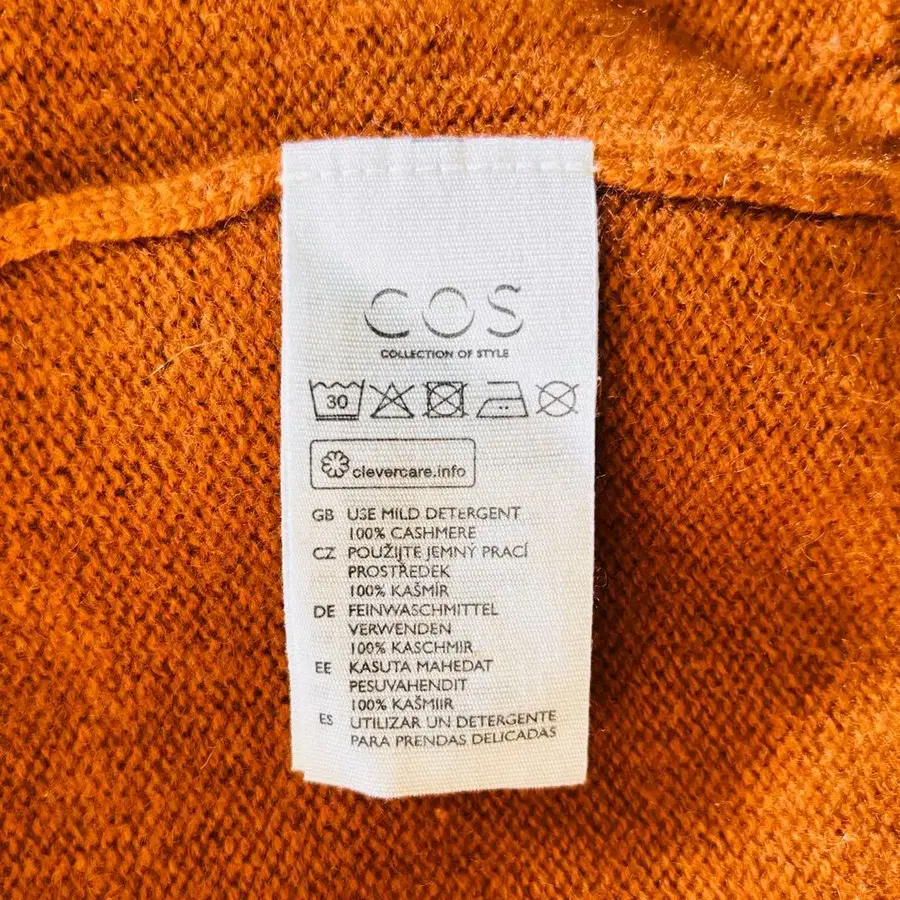 COS
COLLECTION OF STYLE
30
clevercare.info
GB USE MILD DETERGENT
100% CASHMERE
CZ POUŽIJTE JEMNÝ PRACÍ
PROSTŘEDEK
100% KAŠMÍR
DE FEINWASCHMITTEL
VERWENDEN
100% KASCHMIR
EE KASUTA MAHEDAT
PESUVAHENDIT
100% KAŠMIIR
ES UTILIZAR UN DETERGENTE
PARA PRENDAS DELICADAS